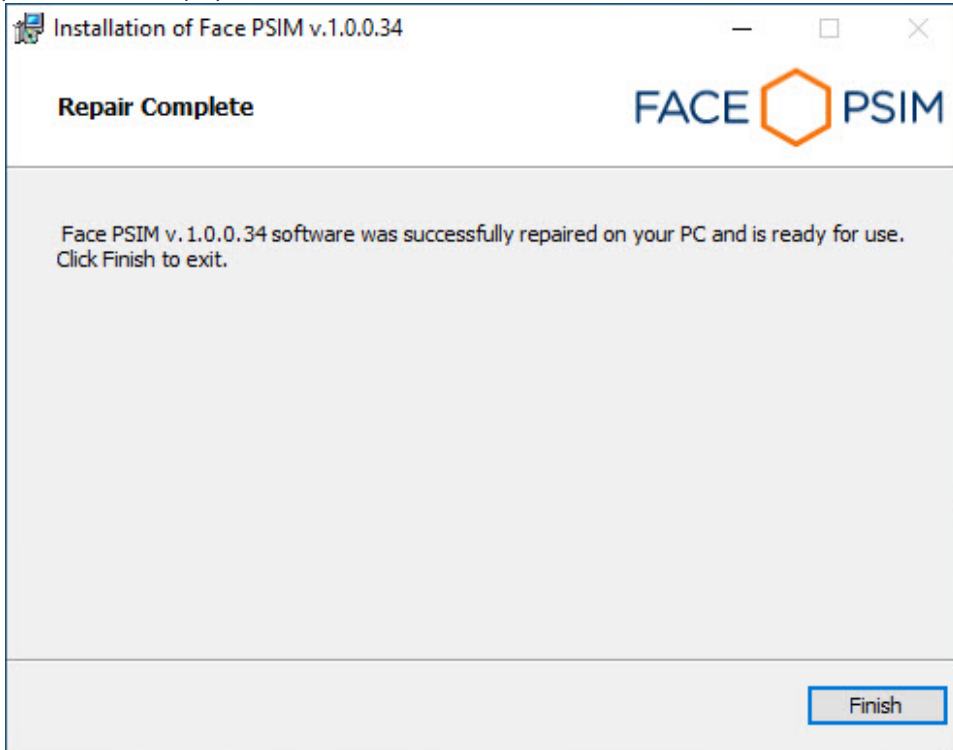 Installation of Face PSIM v.1.0.0.34
Repair Complete
FACE PSIM
Face PSIM v.1.0.0.34 software was successfully repaired on your PC and is ready for use.
Click Finish to exit.
Finish